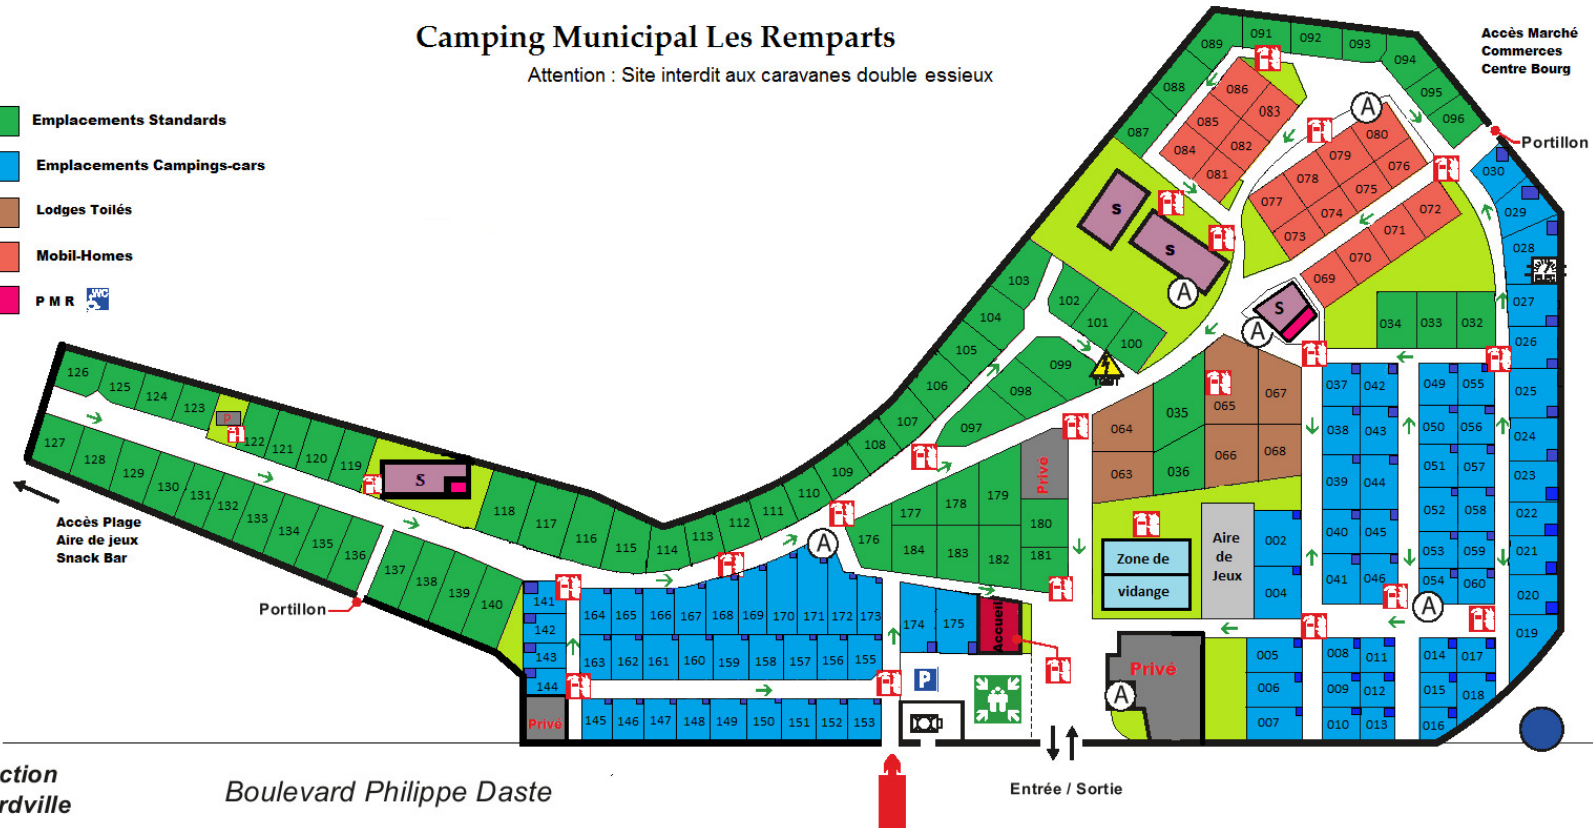 Camping Municipal Les Remparts
Attention : Site interdit aux caravanes double essieux
Accès Marché
Commerces
Centre Bourg
Portillon
Emplacements Standards
Emplacements Campings-cars
Lodges Toilés
Mobil-Homes
P M R
WC
089 091 092 093 094 095 096
088 087
086 083 085 082 084 081
080 079 076 078 075 077 074 073
072 071 070 069
030 029 028 027 026 025 024 023 022 021 020 019
S
S
S
A
A
A
034 033 032
103 102 101 100
104 105 106 107 108 109 110 111 112 113 114 115 116 117 118
099 098 097
126 125 124 123 122 121 120 119
S
127 128 129 130 131 132 133 134 135 136 137 138 139 140
Accès Plage
Aire de jeux
Snack Bar
Portillon
064 035 065 067
063 036 066 068
037 042 049 055
038 043 050 056
039 044 051 057
040 045 052 058
053 059
041 046 054 060
A
Privé
179 178 177 176 180
184 183 182 181
A
Zone de
vidange
Aire
de
Jeux
002
004
141 142 143 144
164 165 166 167 168 169 170 171 172 173
174 175
Accueil
163 162 161 160 159 158 157 156 155
145 146 147 148 149 150 151 152 153
Privé
P
Privé
A
005 008 011 014 017
006 009 012 015 018
007 010 013 016
Entrée / Sortie
ction
rdville
Boulevard Philippe Daste